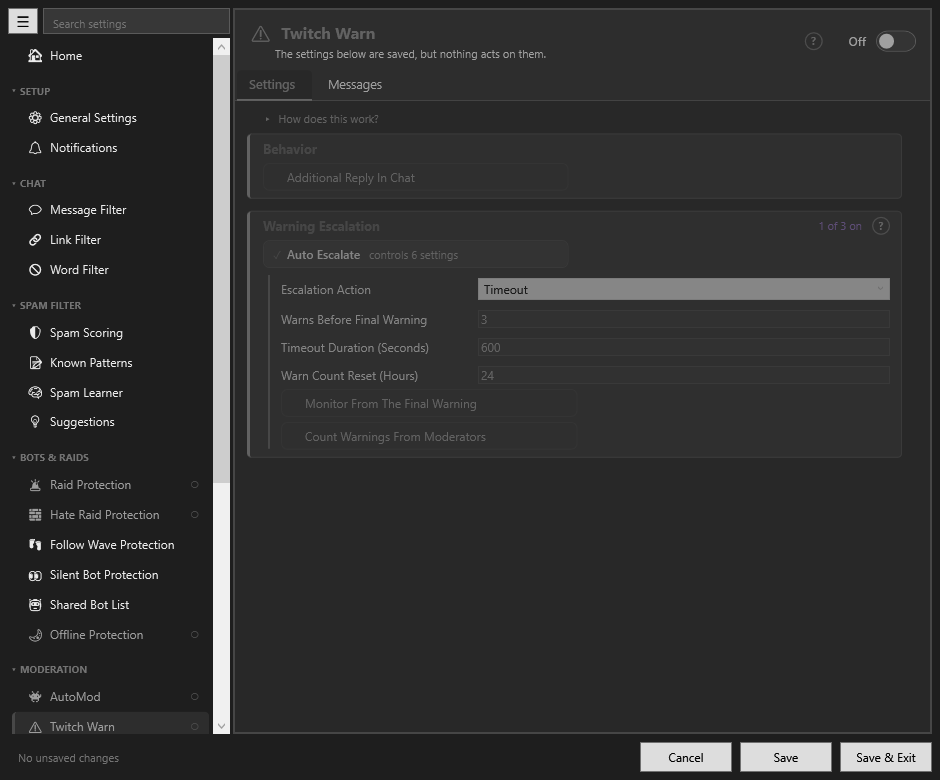 Search settings
Home
SETUP
General Settings
Notifications
CHAT
Message Filter
Link Filter
Word Filter
SPAM FILTER
Spam Scoring
Known Patterns
Spam Learner
Suggestions
BOTS & RAIDS
Raid Protection
Hate Raid Protection
Follow Wave Protection
Silent Bot Protection
Shared Bot List
Offline Protection
MODERATION
AutoMod
Twitch Warn
Twitch Warn
The settings below are saved, but nothing acts on them.
? Off
Settings Messages
How does this work?
Behavior
Additional Reply In Chat
Warning Escalation 1 of 3 on ?
✓ Auto Escalate controls 6 settings
Escalation Action Timeout
Warns Before Final Warning 3
Timeout Duration (Seconds) 600
Warn Count Reset (Hours) 24
Monitor From The Final Warning
Count Warnings From Moderators
No unsaved changes
Cancel Save Save & Exit